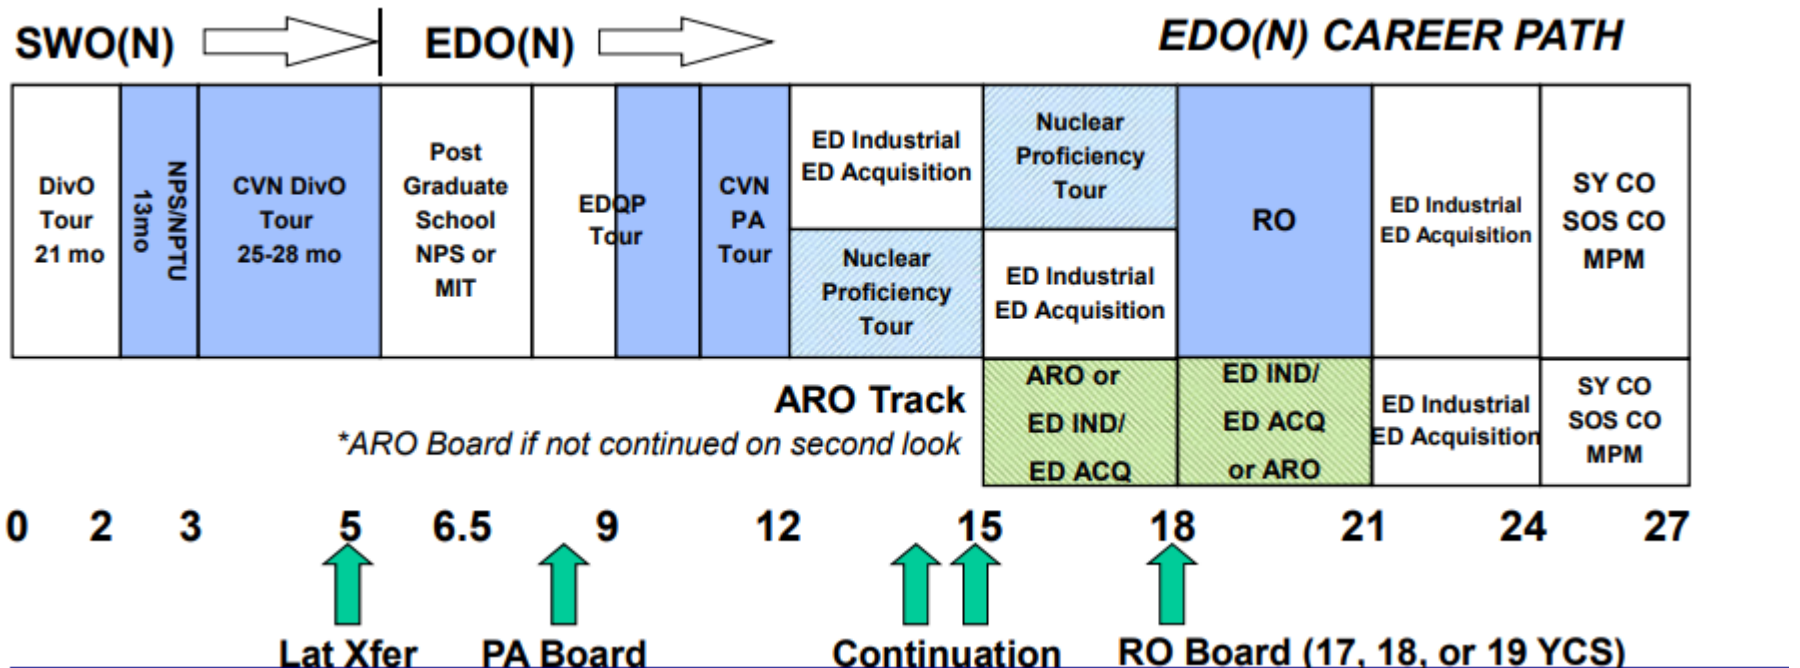 SWO(N)
EDO(N)
EDO(N) CAREER PATH
DivO
Tour
21 mo
NPS/NPTU
13mo
CVN DivO
Tour
25-28 mo
Post
Graduate
School
NPS or
MIT
EDQP
Tour
CVN
PA
Tour
ED Industrial
ED Acquisition
Nuclear
Proficiency
Tour
Nuclear
Proficiency
Tour
ED Industrial
ED Acquisition
RO
ED Industrial
ED Acquisition
SY CO
SOS CO
MPM
ARO Track
*ARO Board if not continued on second look
ARO or
ED IND/
ED ACQ
ED IND/
ED ACQ
or ARO
ED Industrial
ED Acquisition
SY CO
SOS CO
MPM
0 2 3 5 6.5 9 12 15 18 21 24 27
Lat Xfer PA Board Continuation RO Board (17, 18, or 19 YCS)